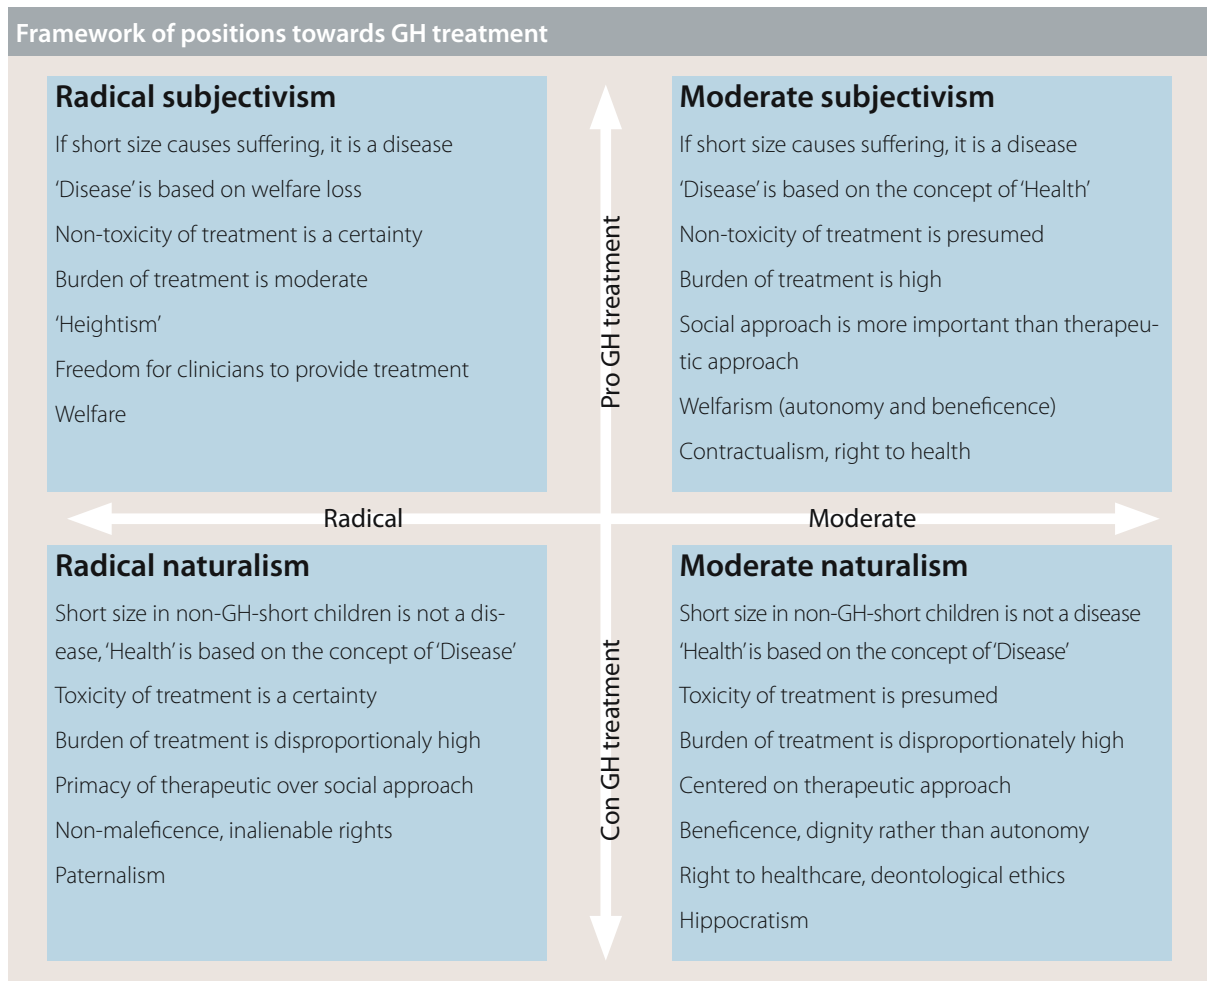 Framework of positions towards GH treatment
Radical subjectivism
If short size causes suffering, it is a disease
‘Disease’ is based on welfare loss
Non-toxicity of treatment is a certainty
Burden of treatment is moderate
‘Heightism’
Freedom for clinicians to provide treatment
Welfare
Moderate subjectivism
If short size causes suffering, it is a disease
‘Disease’ is based on the concept of ‘Health’
Non-toxicity of treatment is presumed
Burden of treatment is high
Social approach is more important than therapeu-
tic approach
Welfarism (autonomy and beneficence)
Contractualism, right to health
Pro GH treatment
Radical
Moderate
Con GH treatment
Radical naturalism
Short size in non-GH-short children is not a dis-
ease, ‘Health’ is based on the concept of ‘Disease’
Toxicity of treatment is a certainty
Burden of treatment is disproportionaly high
Primacy of therapeutic over social approach
Non-maleficence, inalienable rights
Paternalism
Moderate naturalism
Short size in non-GH-short children is not a disease
‘Health’ is based on the concept of ‘Disease’
Toxicity of treatment is presumed
Burden of treatment is disproportionately high
Centered on therapeutic approach
Beneficence, dignity rather than autonomy
Right to healthcare, deontological ethics
Hippocratism